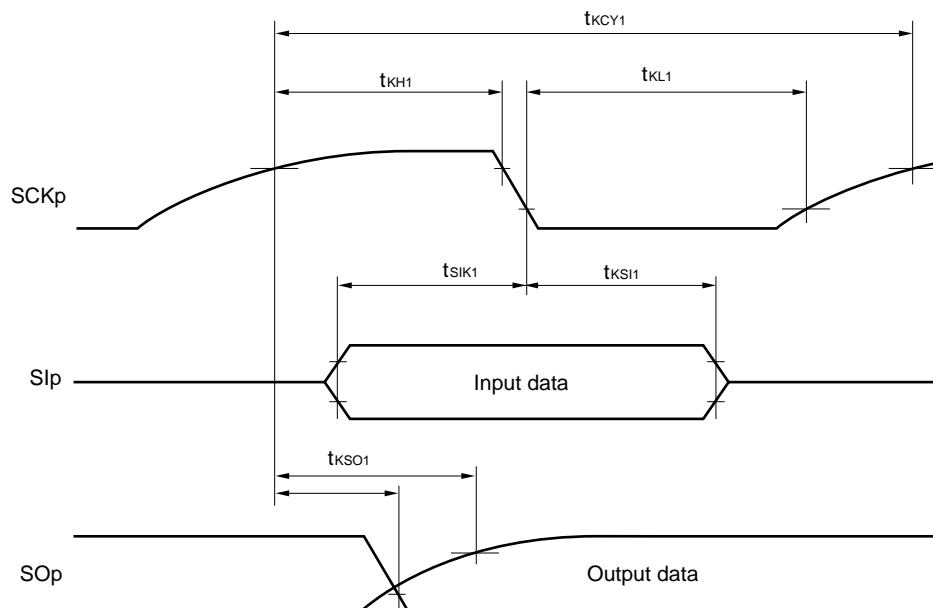 tKCY1
tKH1
tKL1
SCKp
tSIK1
tKSI1
SIp
Input data
tKSO1
SOp
Output data